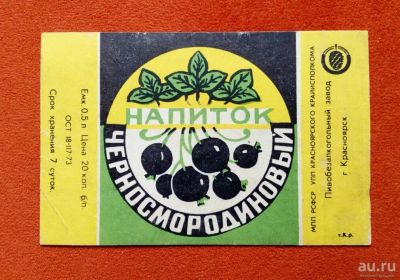 Емк 0,5 л Цена 20 коп. б/п
ОСТ 18-117-73
Срок хранения 7 суток.
НАПИТОК
ЧЕРНОСМОРОДИНОВЫЙ
МПП РСФСР УПП КРАСНОЯРСКОГО КРАЙИСПОЛКОМА
Пивобезалкогольный завод
г Красноярск
т.к.р.
au.ru